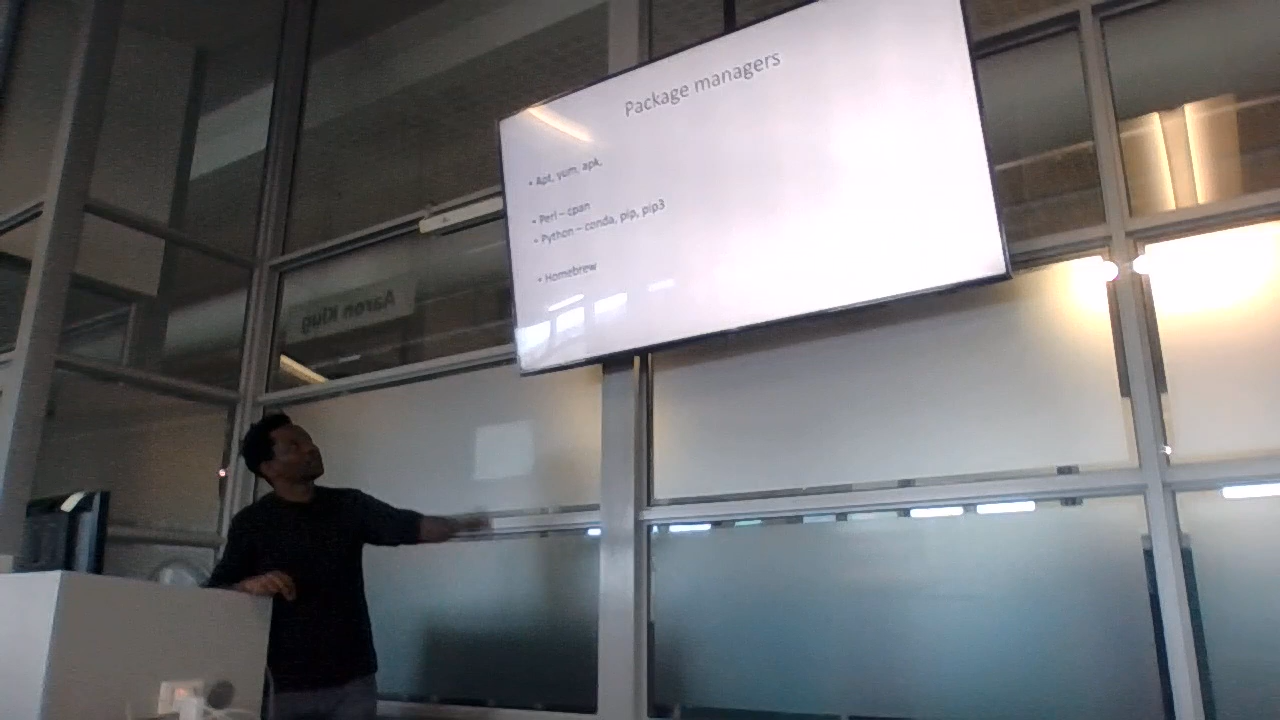 Package managers
• Apt, yum, apk,
• Perl – cpan
• Python – conda, pip, pip3
• Homebrew
Aaron Klug